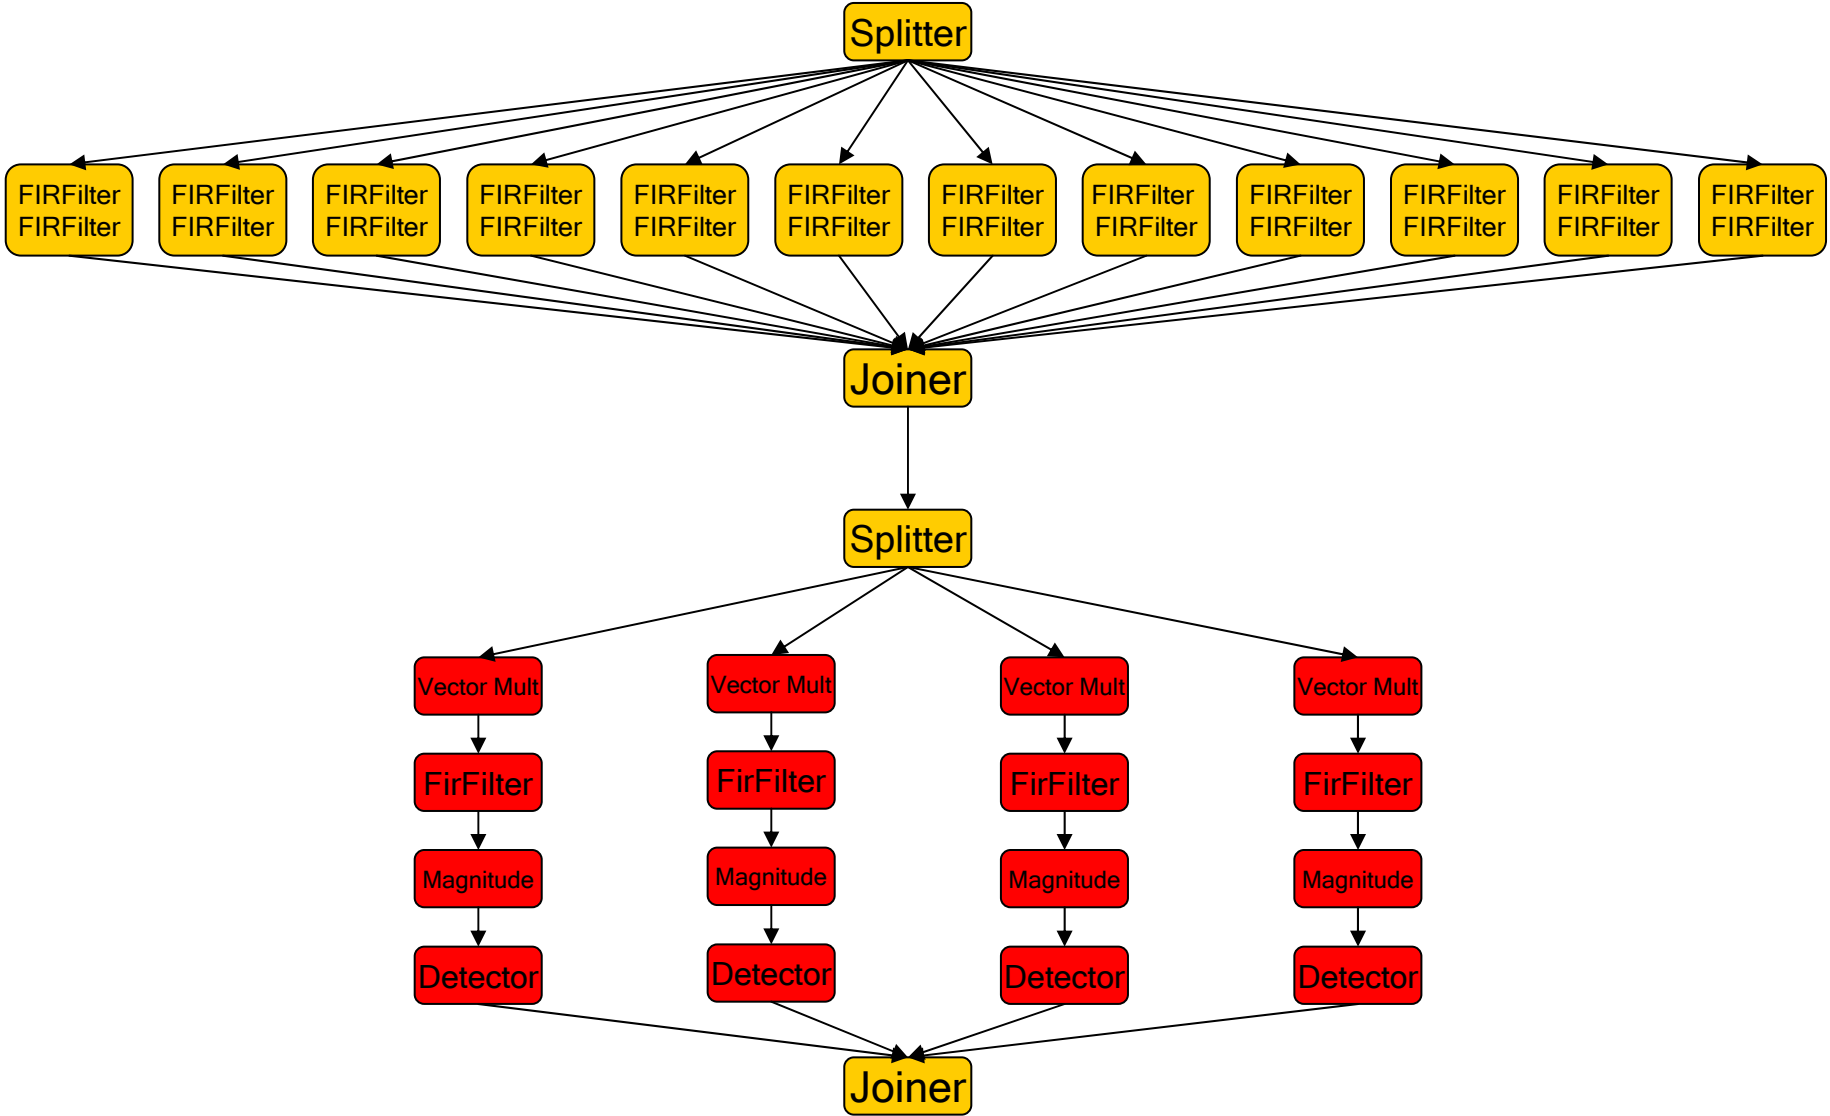 Splitter
FIRFilter FIRFilter FIRFilter FIRFilter FIRFilter FIRFilter FIRFilter FIRFilter FIRFilter FIRFilter FIRFilter FIRFilter
FIRFilter FIRFilter FIRFilter FIRFilter FIRFilter FIRFilter FIRFilter FIRFilter FIRFilter FIRFilter FIRFilter FIRFilter
Joiner
Splitter
Vector Mult Vector Mult Vector Mult Vector Mult
FirFilter FirFilter FirFilter FirFilter
Magnitude Magnitude Magnitude Magnitude
Detector Detector Detector Detector
Joiner